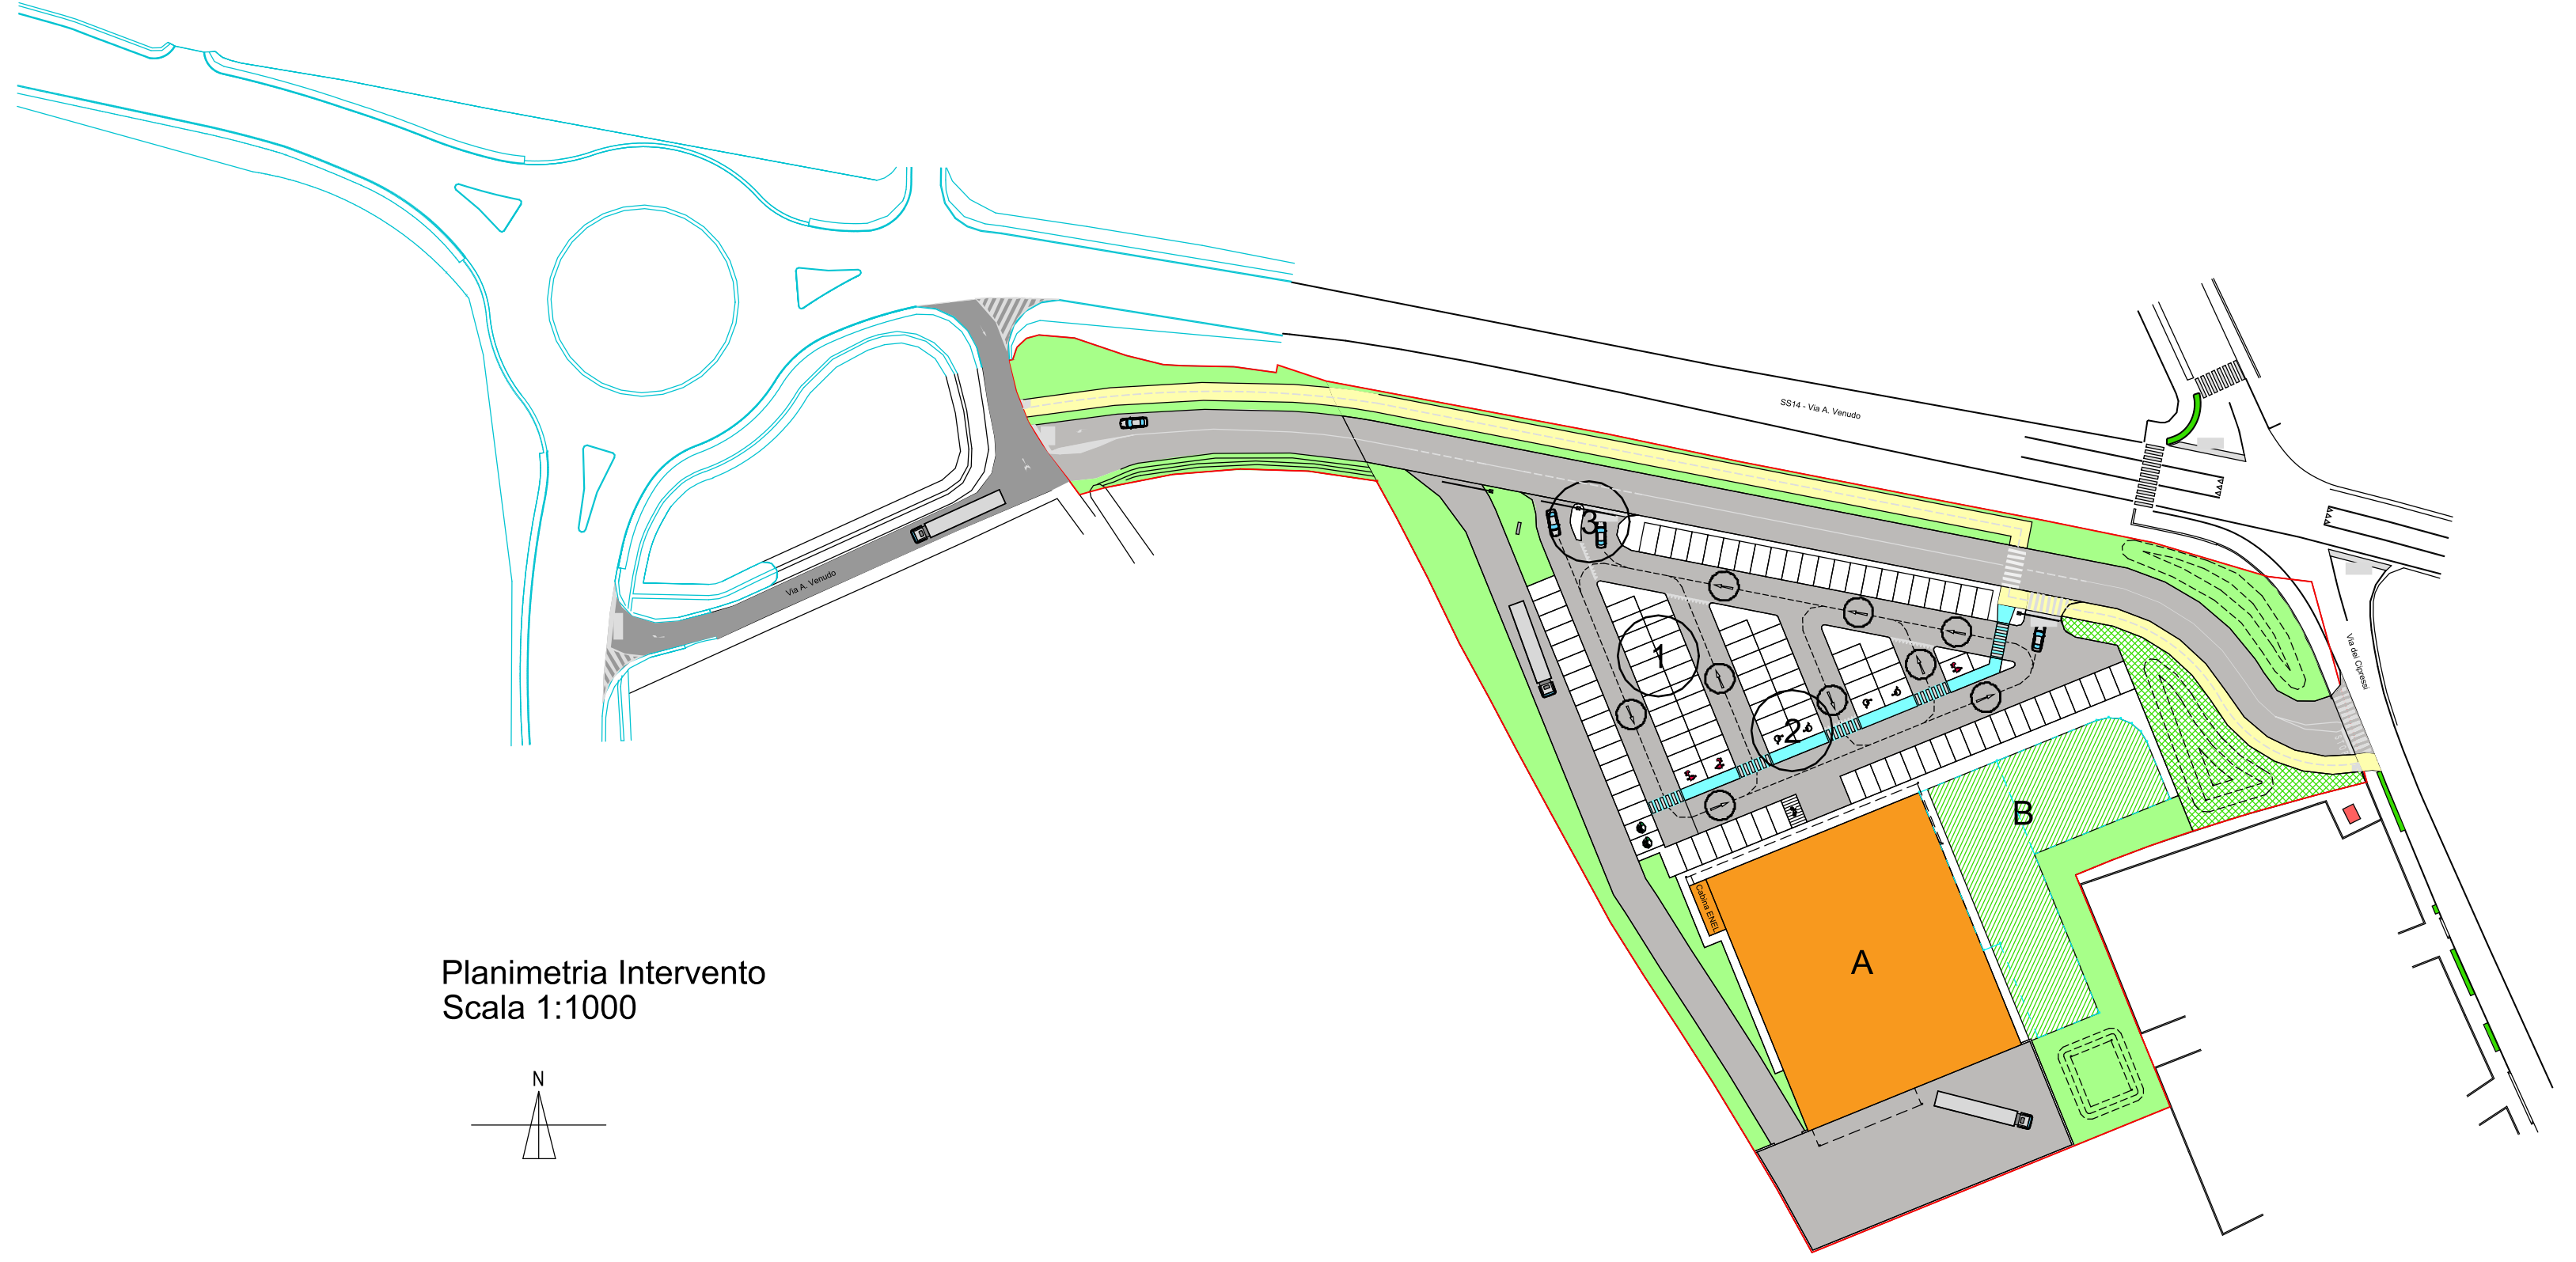 SS14 - Via A. Venudo
3
Via A. Venudo
1
Via dei Cipressi
2
B
Cabina ENEL
A
Planimetria Intervento
Scala 1:1000
N